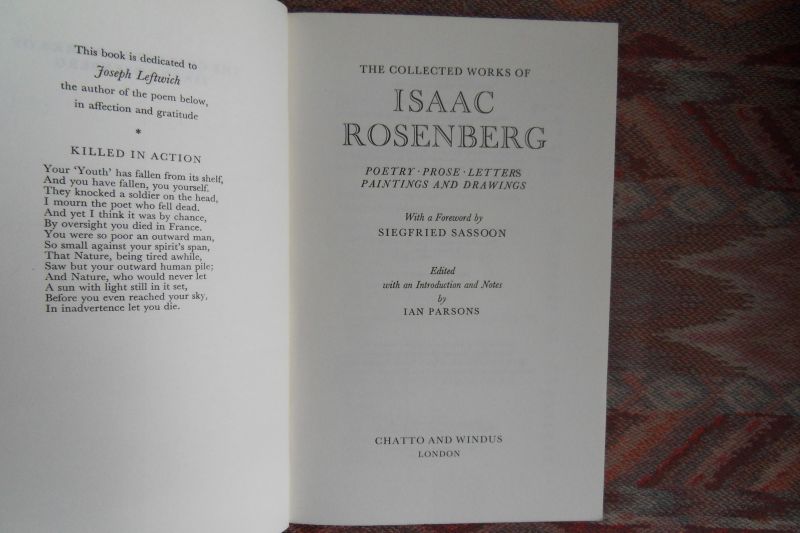 This book is dedicated to
Joseph Leftwich
the author of the poem below,
in affection and gratitude
*
KILLED IN ACTION
Your 'Youth' has fallen from its shelf,
And you have fallen, you yourself.
They knocked a soldier on the head,
I mourn the poet who fell dead.
And yet I think it was by chance,
By oversight you died in France.
You were so poor an outward man,
So small against your spirit's span,
That Nature, being tired awhile,
Saw but your outward human pile;
And Nature, who would never let
A sun with light still in it set,
Before you even reached your sky,
In inadvertence let you die.
THE COLLECTED WORKS OF
ISAAC
ROSENBERG
POETRY · PROSE · LETTERS
PAINTINGS AND DRAWINGS
With a Foreword by
SIEGFRIED SASSOON
Edited
with an Introduction and Notes
by
IAN PARSONS
CHATTO AND WINDUS
LONDON